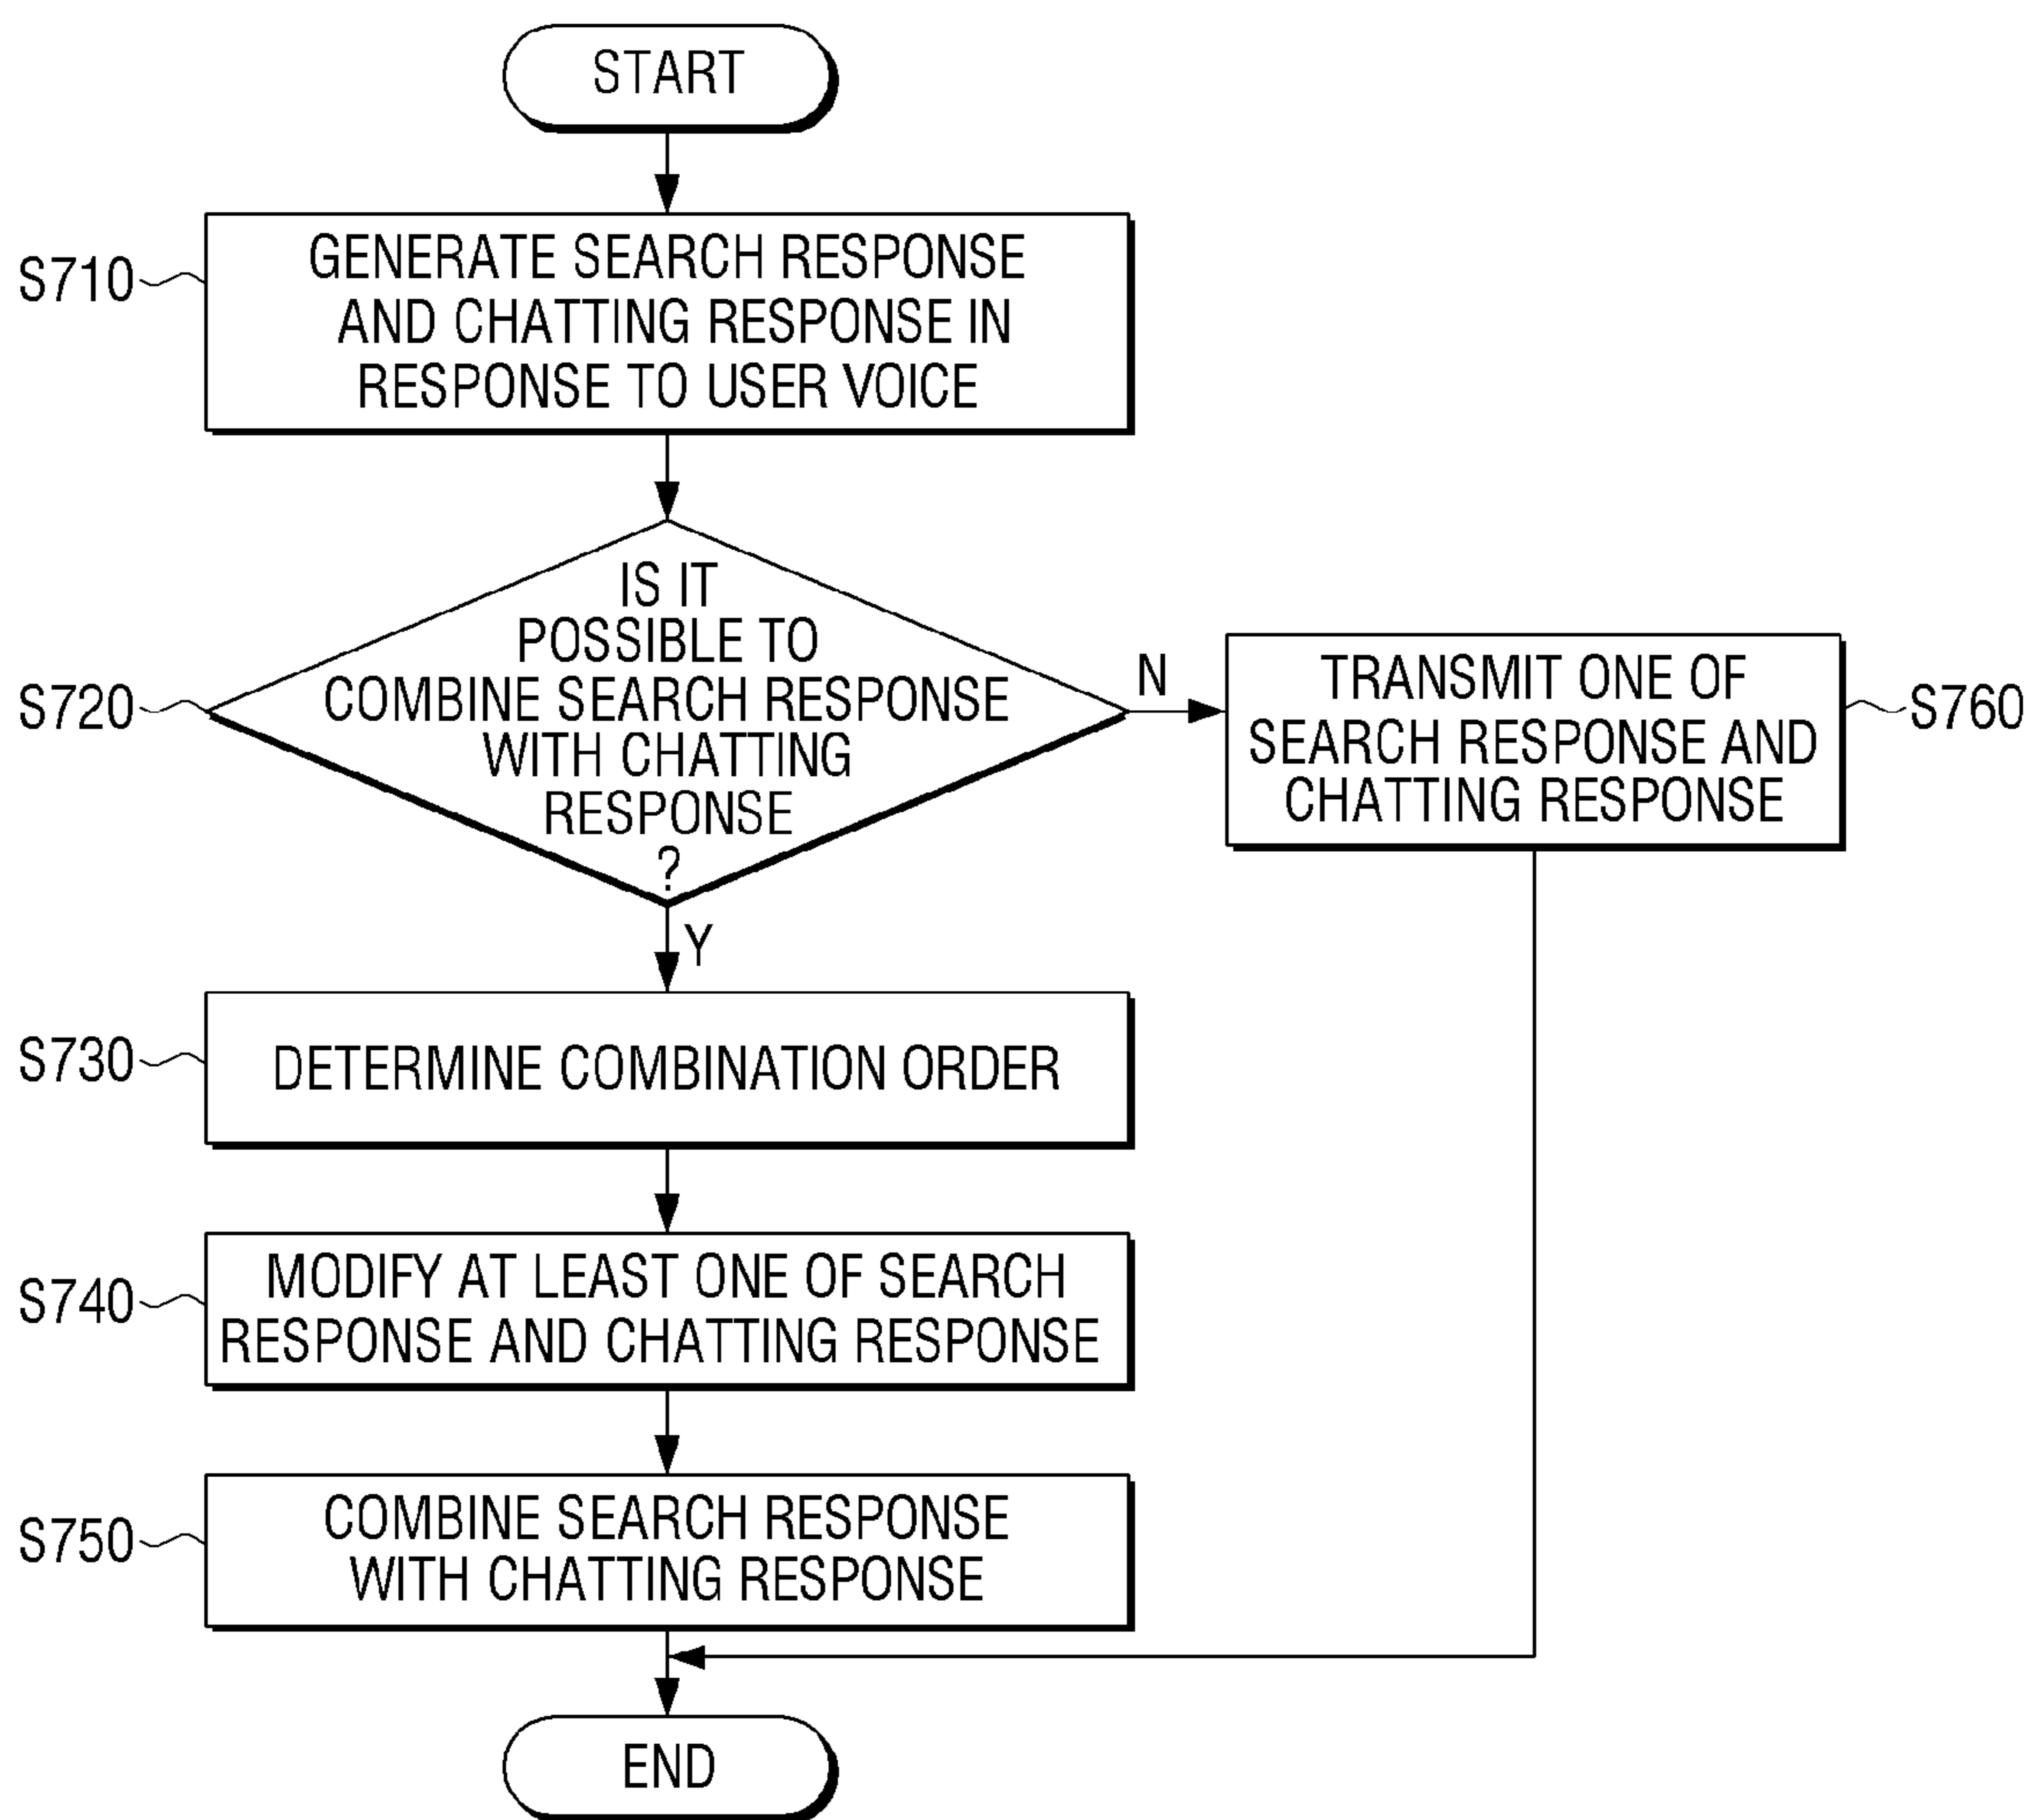 START
S710
GENERATE SEARCH RESPONSE
AND CHATTING RESPONSE IN
RESPONSE TO USER VOICE
S720
IS IT
POSSIBLE TO
COMBINE SEARCH RESPONSE
WITH CHATTING
RESPONSE
?
N
TRANSMIT ONE OF
SEARCH RESPONSE AND
CHATTING RESPONSE
S760
Y
S730
DETERMINE COMBINATION ORDER
S740
MODIFY AT LEAST ONE OF SEARCH
RESPONSE AND CHATTING RESPONSE
S750
COMBINE SEARCH RESPONSE
WITH CHATTING RESPONSE
END